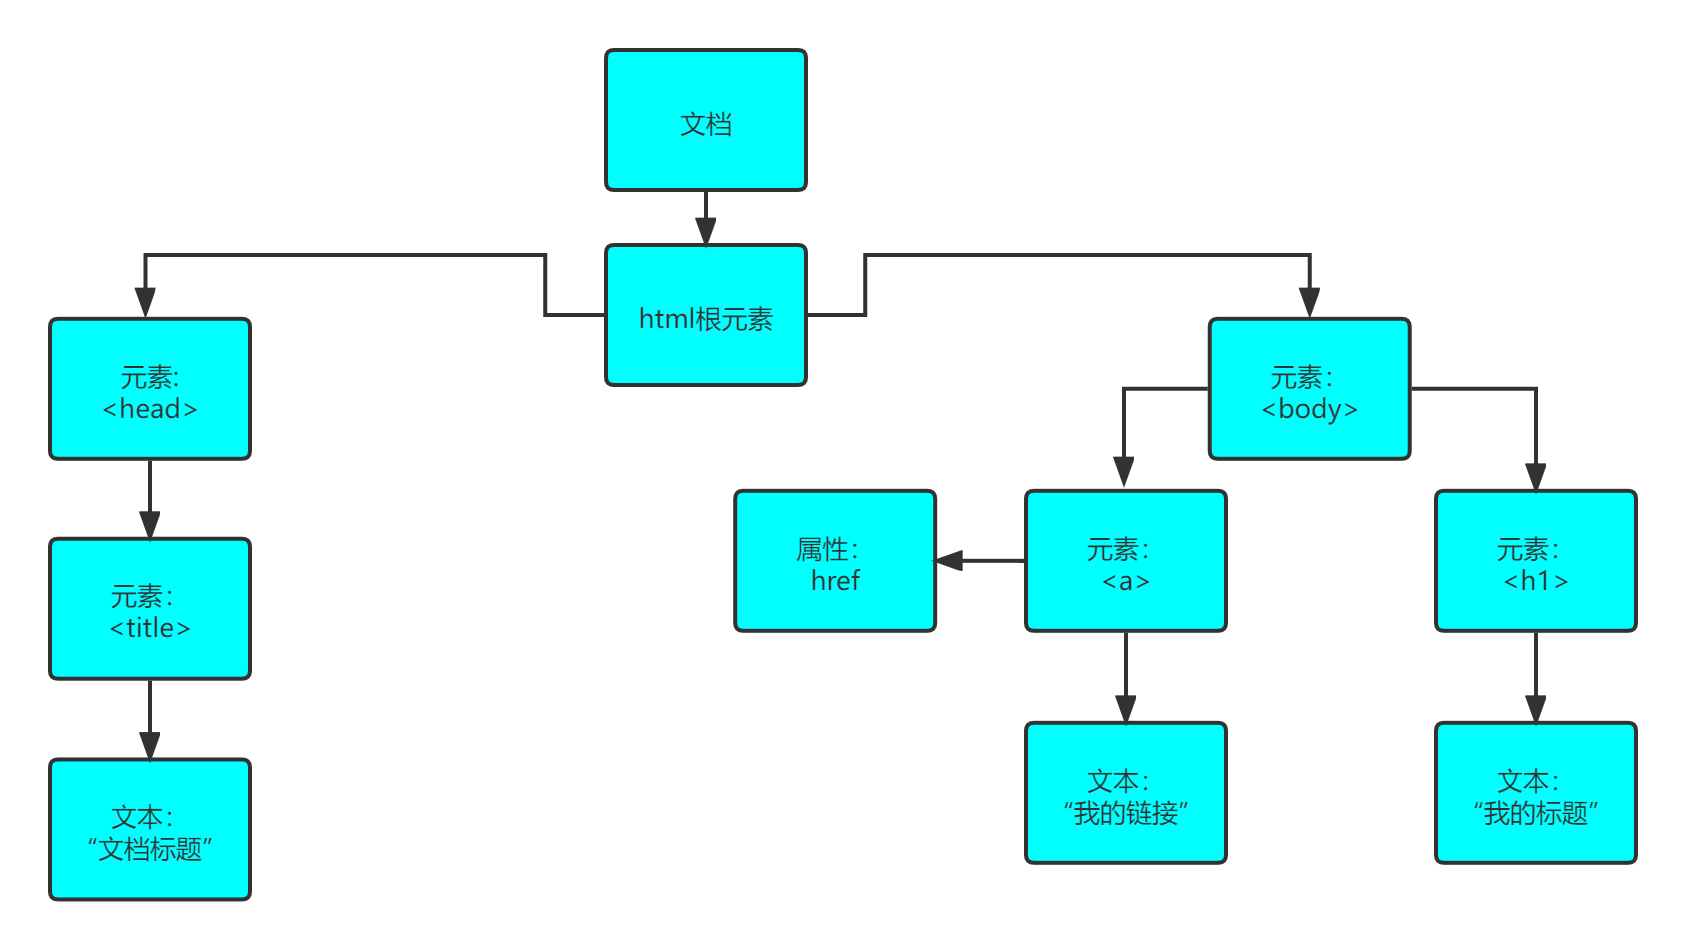 文档
html根元素
元素:
<head>
元素：
<body>
属性：
href
元素：
<a>
元素：
<h1>
元素：
<title>
文本：
“我的链接”
文本：
“我的标题”
文本：
“文档标题”